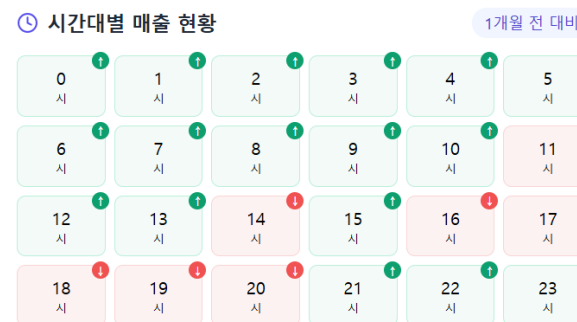 시간대별 매출 현황
1개월 전 대비
0 1 2 3 4 5
시 시 시 시 시 시
6 7 8 9 10 11
시 시 시 시 시 시
12 13 14 15 16 17
시 시 시 시 시 시
18 19 20 21 22 23
시 시 시 시 시 시